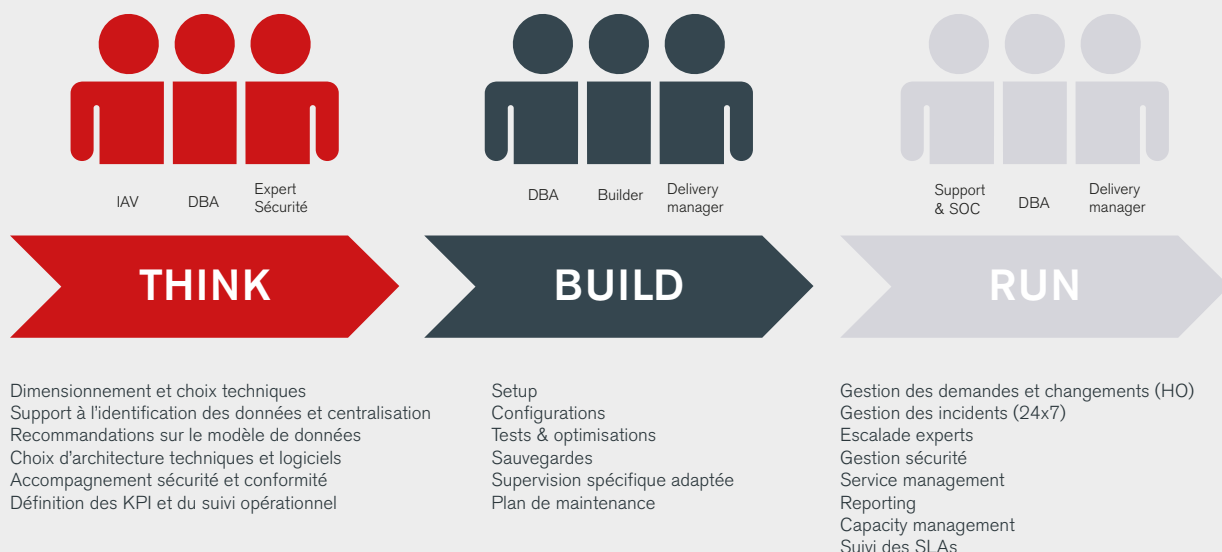 IAV
DBA
Expert
Sécurité
THINK
Dimensionnement et choix techniques
Support à l'identification des données et centralisation
Recommandations sur le modèle de données
Choix d'architecture techniques et logiciels
Accompagnement sécurité et conformité
Définition des KPI et du suivi opérationnel
DBA
Builder
Delivery
manager
BUILD
Setup
Configurations
Tests & optimisations
Sauvegardes
Supervision spécifique adaptée
Plan de maintenance
Support
& SOC
DBA
Delivery
manager
RUN
Gestion des demandes et changements (HO)
Gestion des incidents (24x7)
Escalade experts
Gestion sécurité
Service management
Reporting
Capacity management
Suivi des SLAs